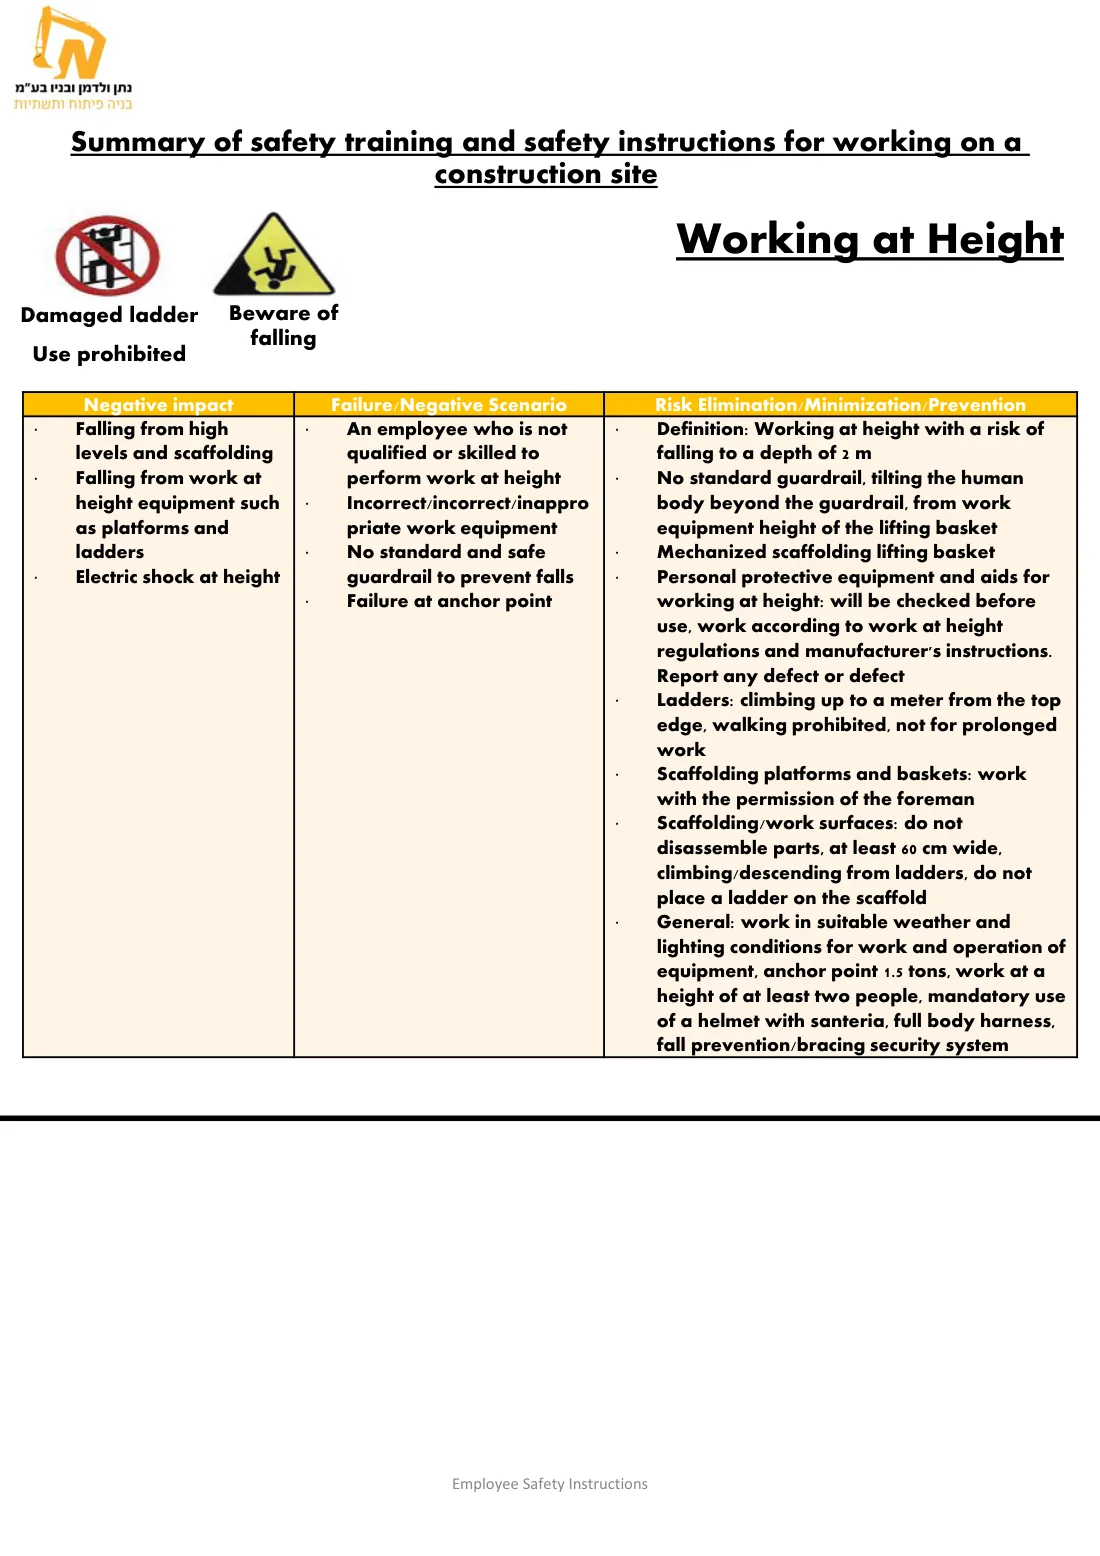 נתן ולדמן ובניו בע"מ
בניה פיתוח ותשתיות
Summary of safety training and safety instructions for working on a
construction site
Working at Height
Damaged ladder
Use prohibited
Beware of
falling
Negative impact
· Falling from high
levels and scaffolding
· Falling from work at
height equipment such
as platforms and
ladders
· Electric shock at height
Failure/Negative Scenario
· An employee who is not
qualified or skilled to
perform work at height
· Incorrect/incorrect/inappro
priate work equipment
· No standard and safe
guardrail to prevent falls
· Failure at anchor point
Risk Elimination/Minimization/Prevention
· Definition: Working at height with a risk of
falling to a depth of 2 m
· No standard guardrail, tilting the human
body beyond the guardrail, from work
equipment height of the lifting basket
· Mechanized scaffolding lifting basket
· Personal protective equipment and aids for
working at height: will be checked before
use, work according to work at height
regulations and manufacturer's instructions.
Report any defect or defect
· Ladders: climbing up to a meter from the top
edge, walking prohibited, not for prolonged
work
· Scaffolding platforms and baskets: work
with the permission of the foreman
· Scaffolding/work surfaces: do not
disassemble parts, at least 60 cm wide,
climbing/descending from ladders, do not
place a ladder on the scaffold
· General: work in suitable weather and
lighting conditions for work and operation of
equipment, anchor point 1.5 tons, work at a
height of at least two people, mandatory use
of a helmet with santeria, full body harness,
fall prevention/bracing security system
Employee Safety Instructions